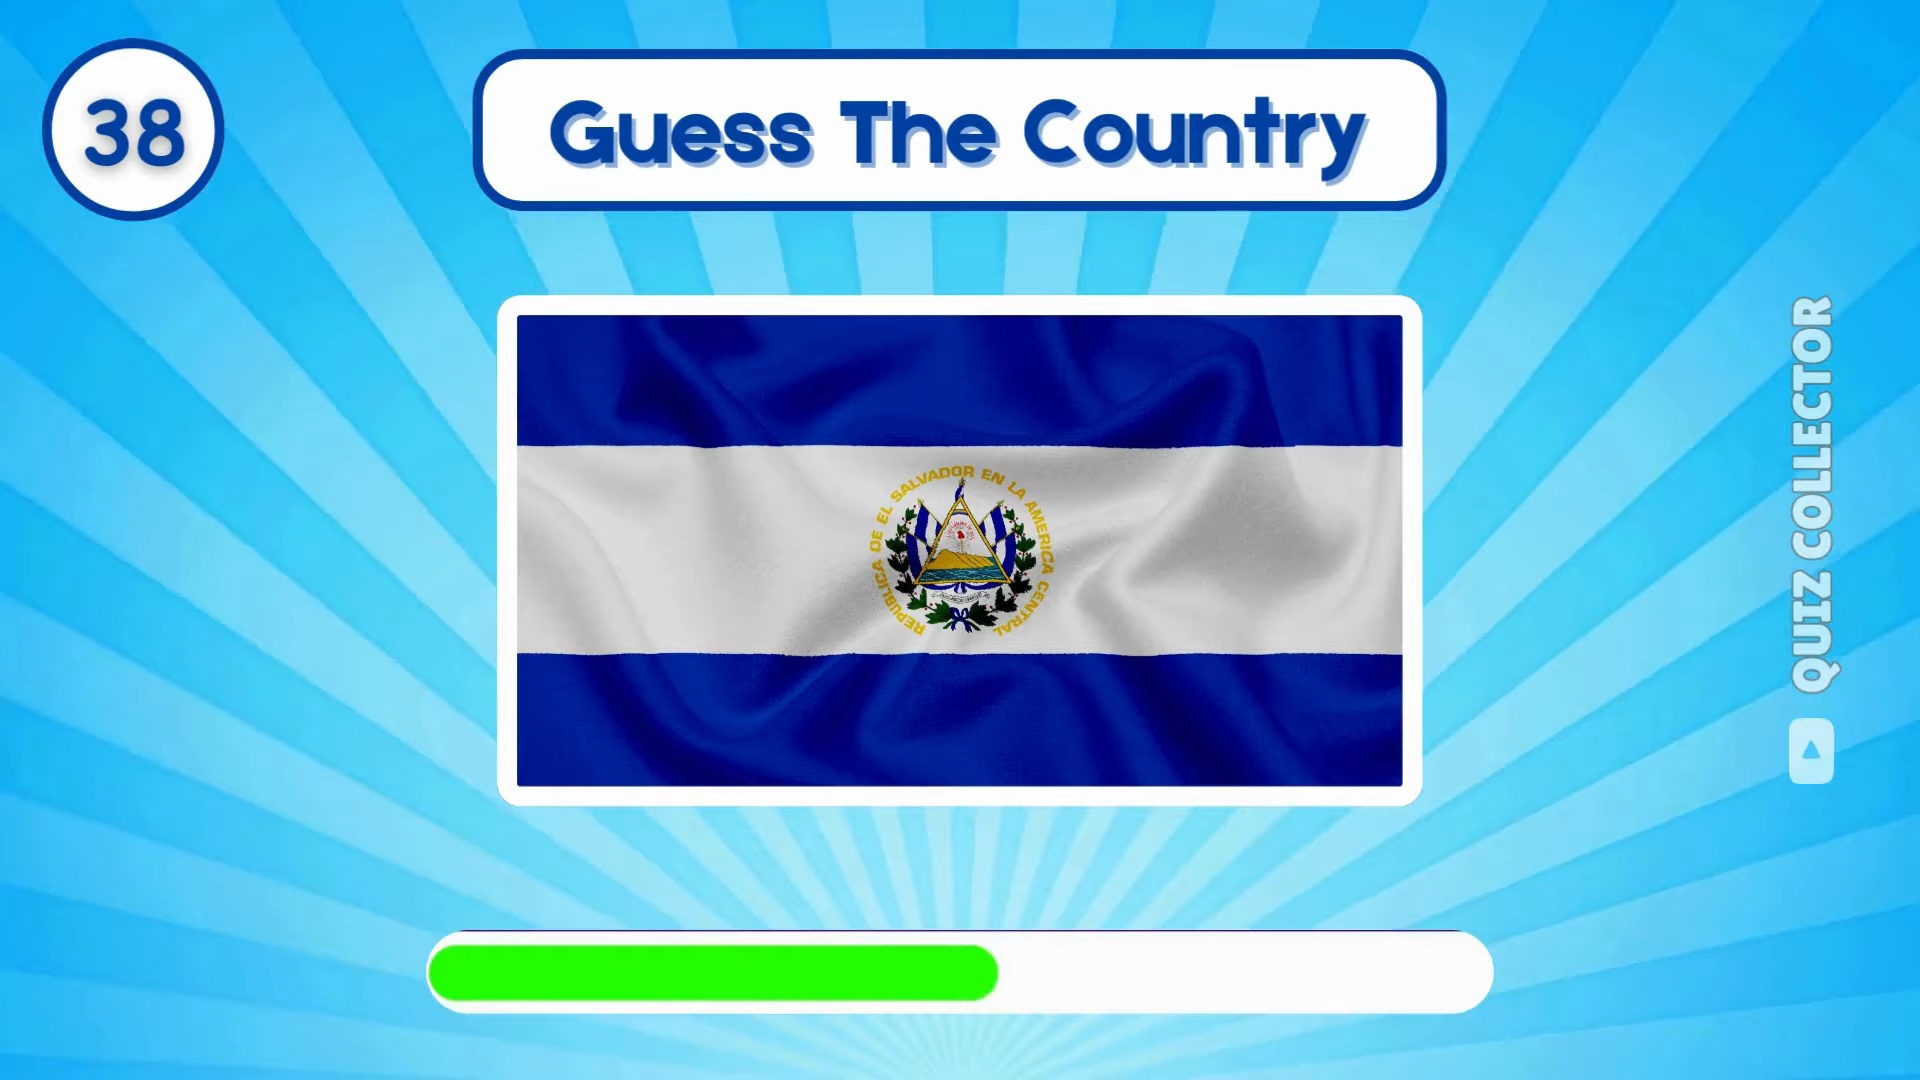 38
Guess The Country
REPUBLICA DE EL SALVADOR EN LA AMERICA CENTRAL
QUIZ COLLECTOR